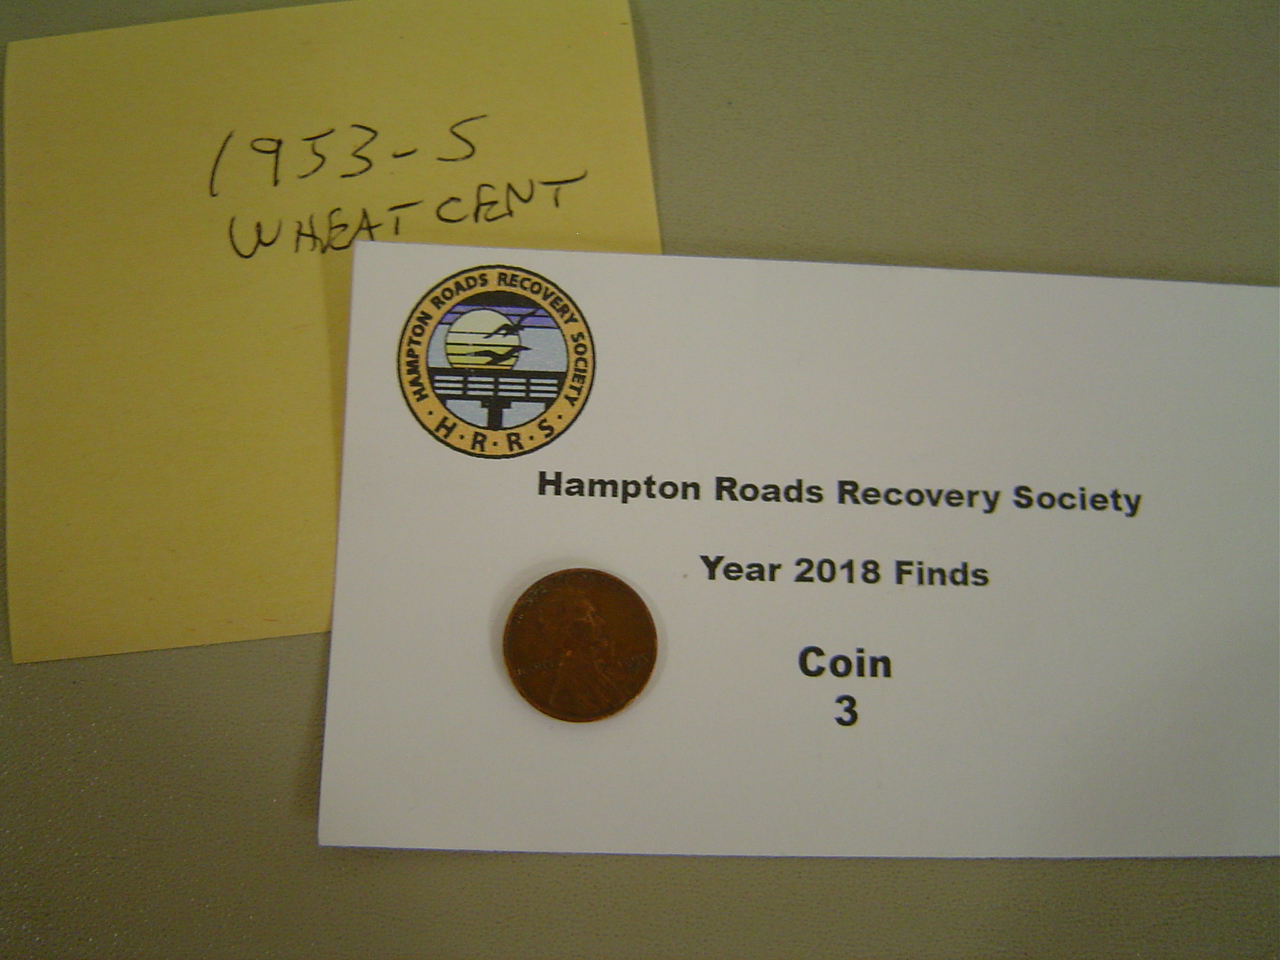 1953-S
WHEAT CENT
HAMPTON ROADS RECOVERY SOCIETY
· H · R · R · S ·
Hampton Roads Recovery Society
Year 2018 Finds
Coin
3